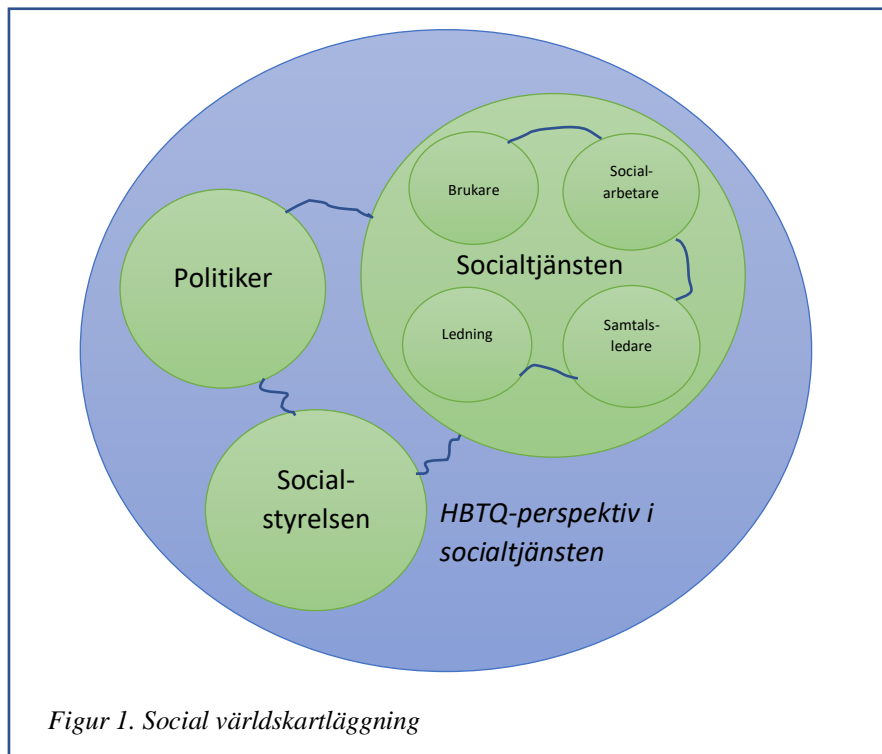 Brukare
Social-
arbetare
Socialtjänsten
Politiker
Ledning
Samtals-
ledare
Social-
styrelsen
HBTQ-perspektiv i
socialtjänsten
Figur 1. Social världskartläggning